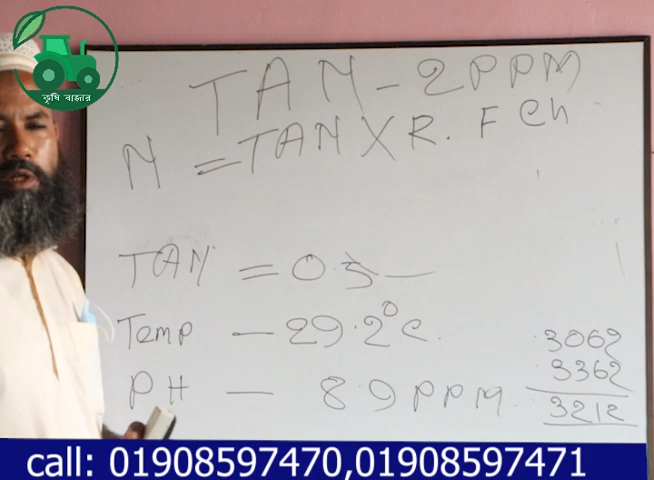 কৃষি বাজার
TAN - 2PPM
N = TAN X R. F Ch
TAN = 0.5 —
Temp — 29.2°C.
PH — 8.9 PPM
3062
3362
3212
call: 01908597470,01908597471